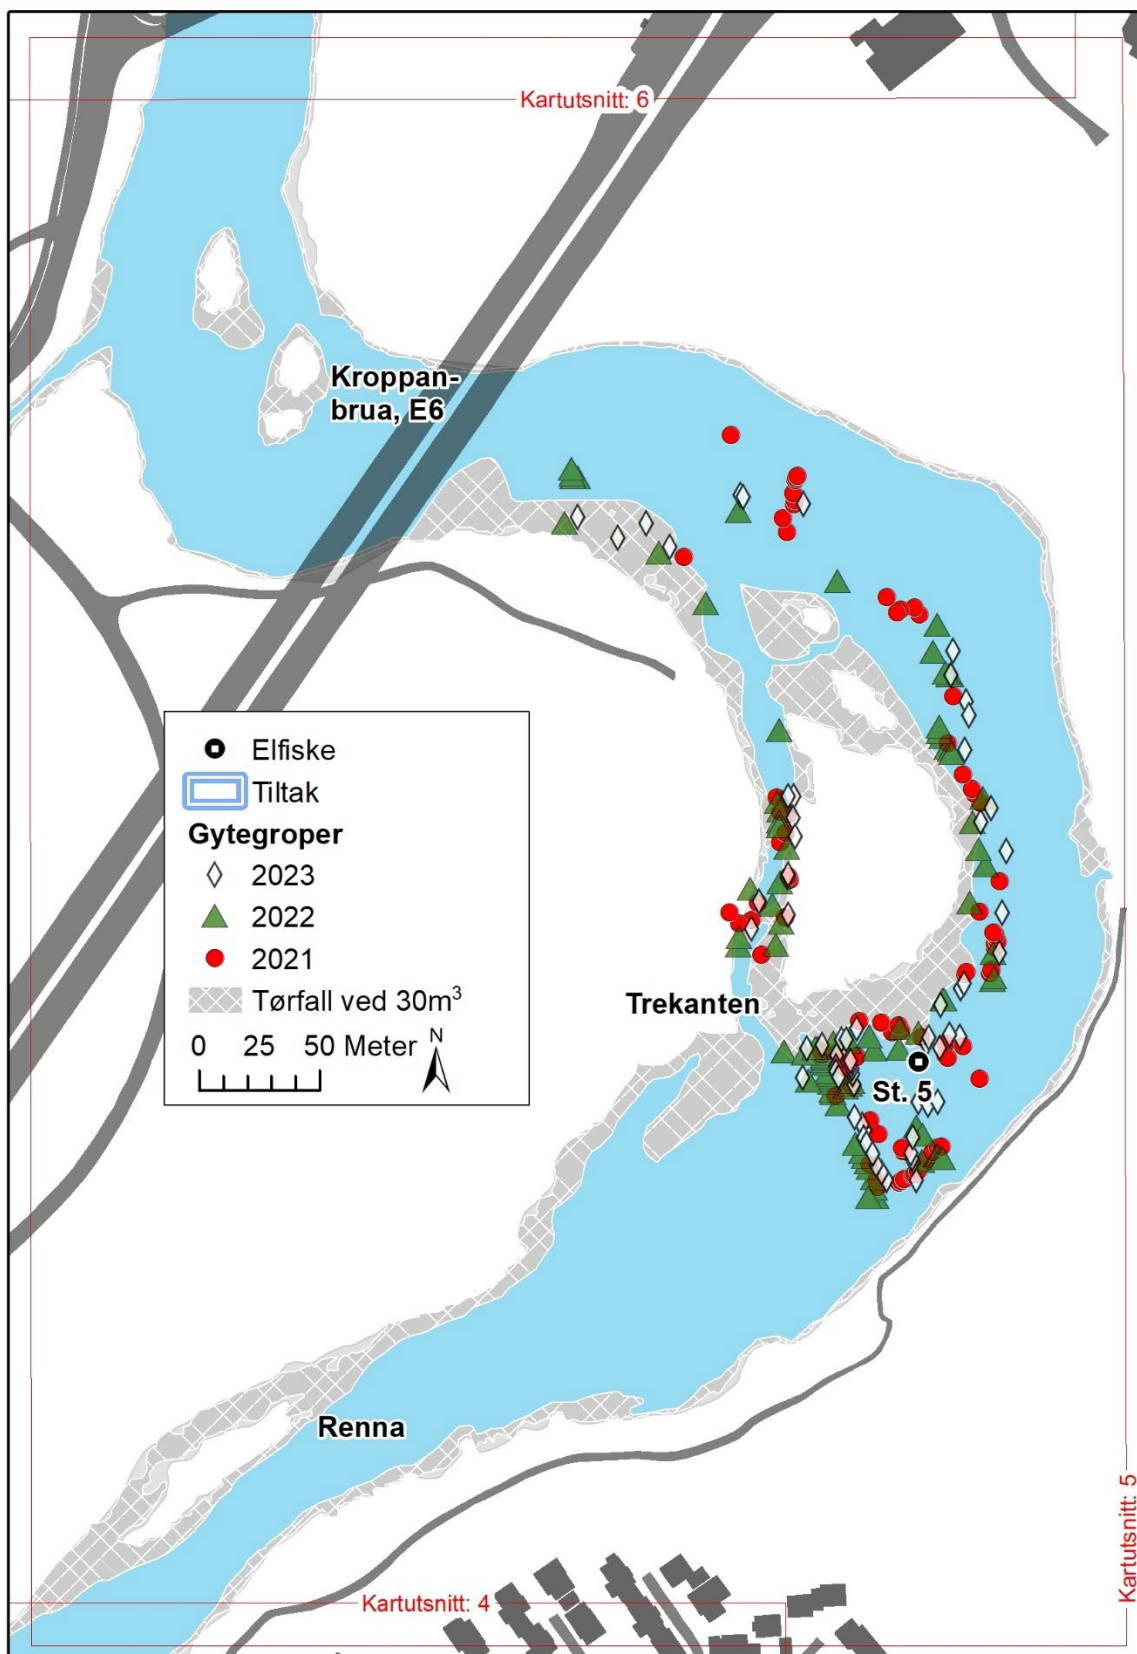 Kartutsnitt: 6
Kroppan-
brua, E6
Elfiske
Tiltak
Gytegroper
2023
2022
2021
Tørfall ved 30m³
0 25 50 Meter
N
Trekanten
St. 5
Renna
Kartutsnitt: 5
Kartutsnitt: 4